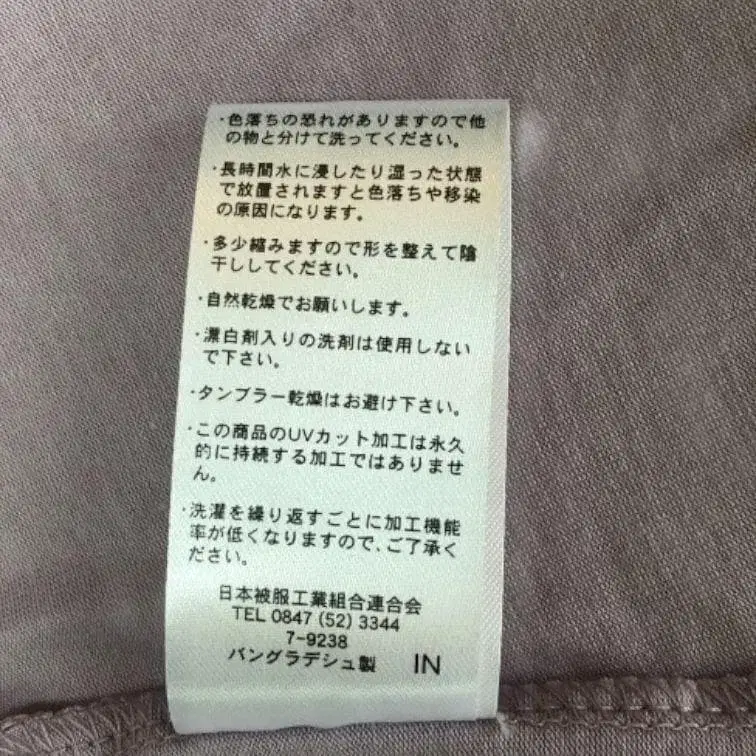 ・色落ちの恐れがありますので他
の物と分けて洗ってください。
・長時間水に浸したり湿った状態
で放置されますと色落ちや移染
の原因になります。
・多少縮みますので形を整えて陰
干ししてください。
・自然乾燥でお願いします。
・漂白剤入りの洗剤は使用しない
で下さい。
・タンブラー乾燥はお避け下さい。
・この商品のUVカット加工は永久
的に持続する加工ではありませ
ん。
・洗濯を繰り返すごとに加工機能
率が低くなりますので、ご了承く
ださい。
日本被服工業組合連合会
TEL 0847 (52) 3344
7-9238
バングラデシュ製 IN